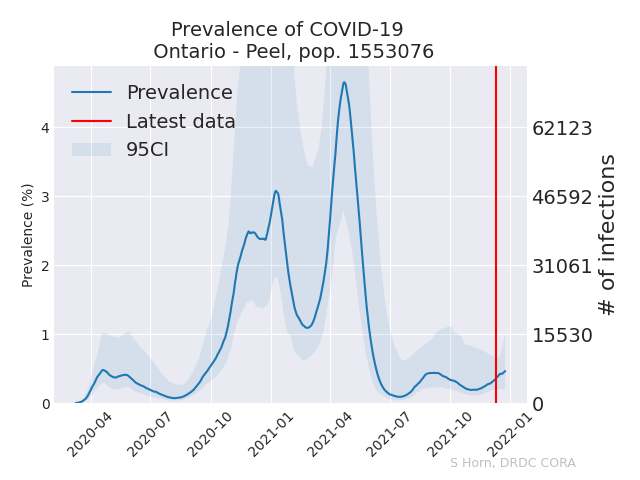 Prevalence of COVID-19
Ontario - Peel, pop. 1553076
Prevalence
Latest data
95CI
Prevalence (%)
4
3
2
1
0
62123
46592
31061
15530
0
# of infections
2020-04
2020-07
2020-10
2021-01
2021-04
2021-07
2021-10
2022-01
S Horn, DRDC CORA